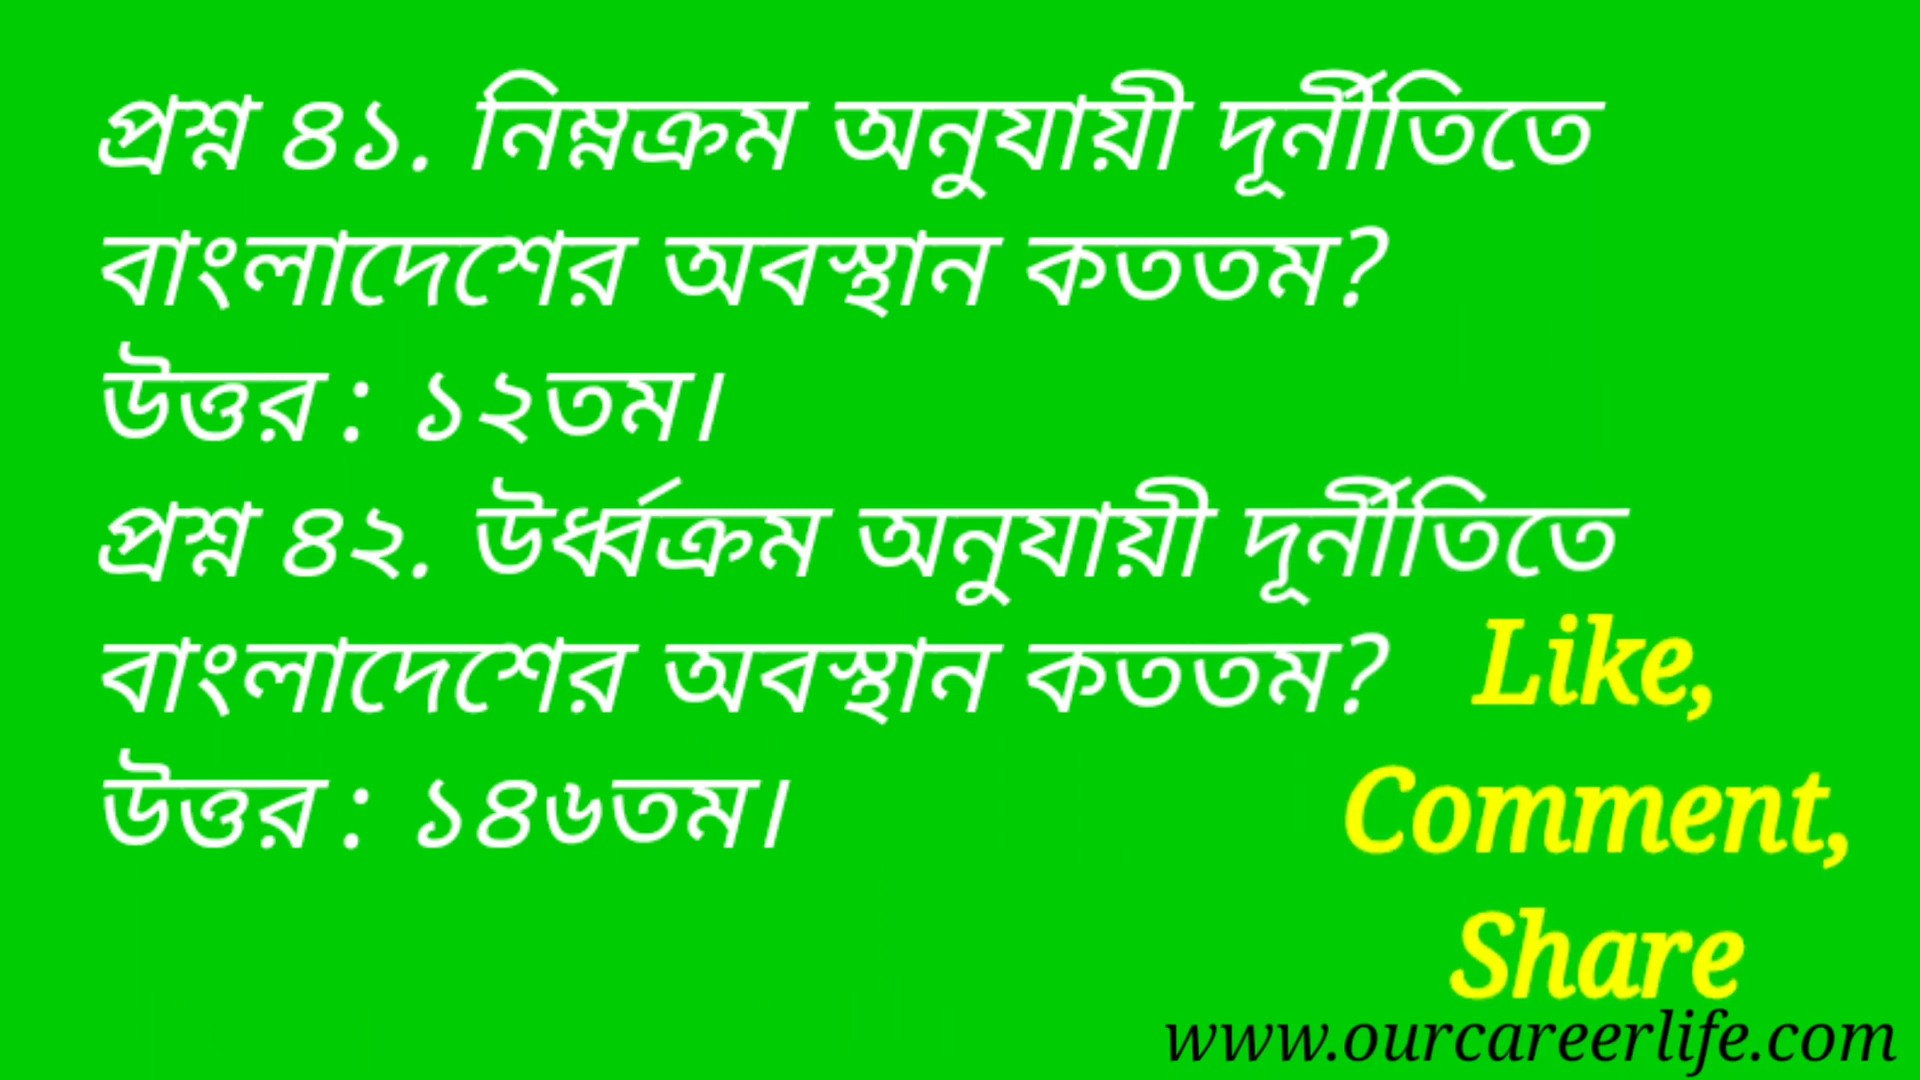 প্রশ্ন ৪১. নিম্নক্রম অনুযায়ী দূর্নীতিতে
বাংলাদেশের অবস্থান কততম?
উত্তর : ১২তম।
প্রশ্ন ৪২. উর্ধ্বক্রম অনুযায়ী দূর্নীতিতে
বাংলাদেশের অবস্থান কততম?
উত্তর : ১৪৬তম।
Like,
Comment,
Share
www.ourcareerlife.com